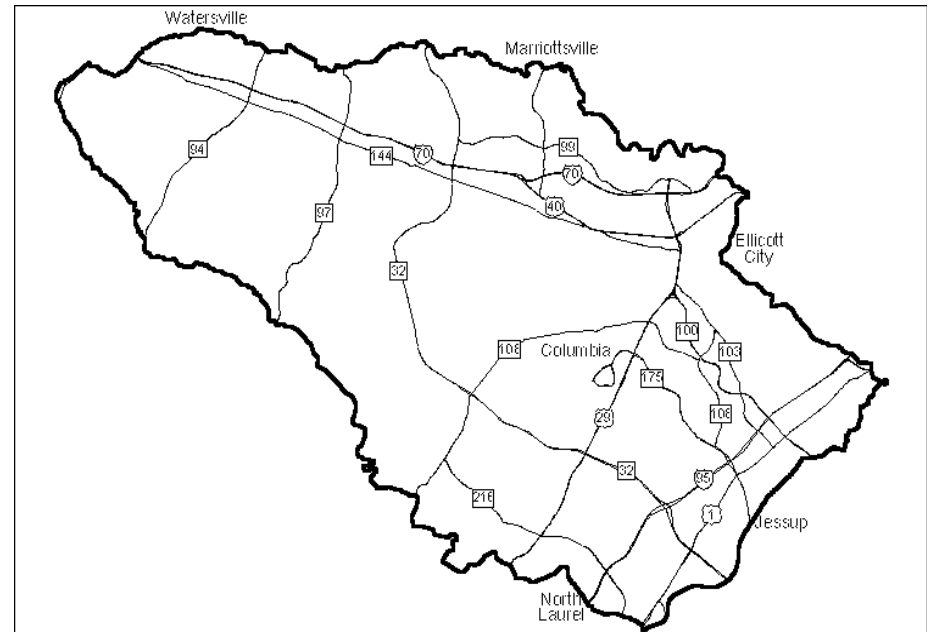 Watersville
Marriottsville
94
144
70
99
70
97
40
Ellicott
City
32
100
108
Columbia
103
175
29
108
32
95
216
1
Jessup
North
Laurel